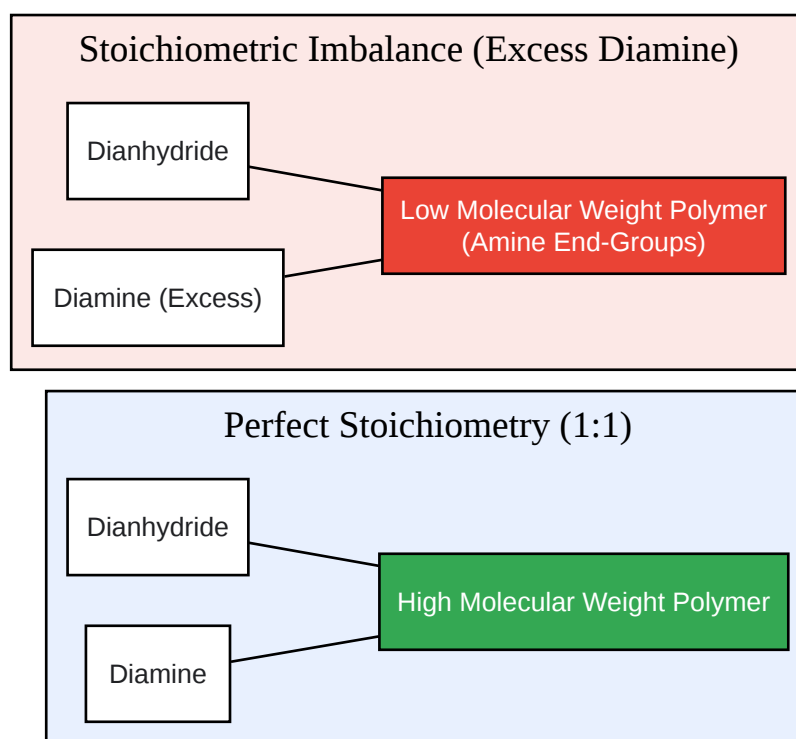 Stoichiometric Imbalance (Excess Diamine)
Dianhydride
Low Molecular Weight Polymer
(Amine End-Groups)
Diamine (Excess)
Perfect Stoichiometry (1:1)
Dianhydride
High Molecular Weight Polymer
Diamine